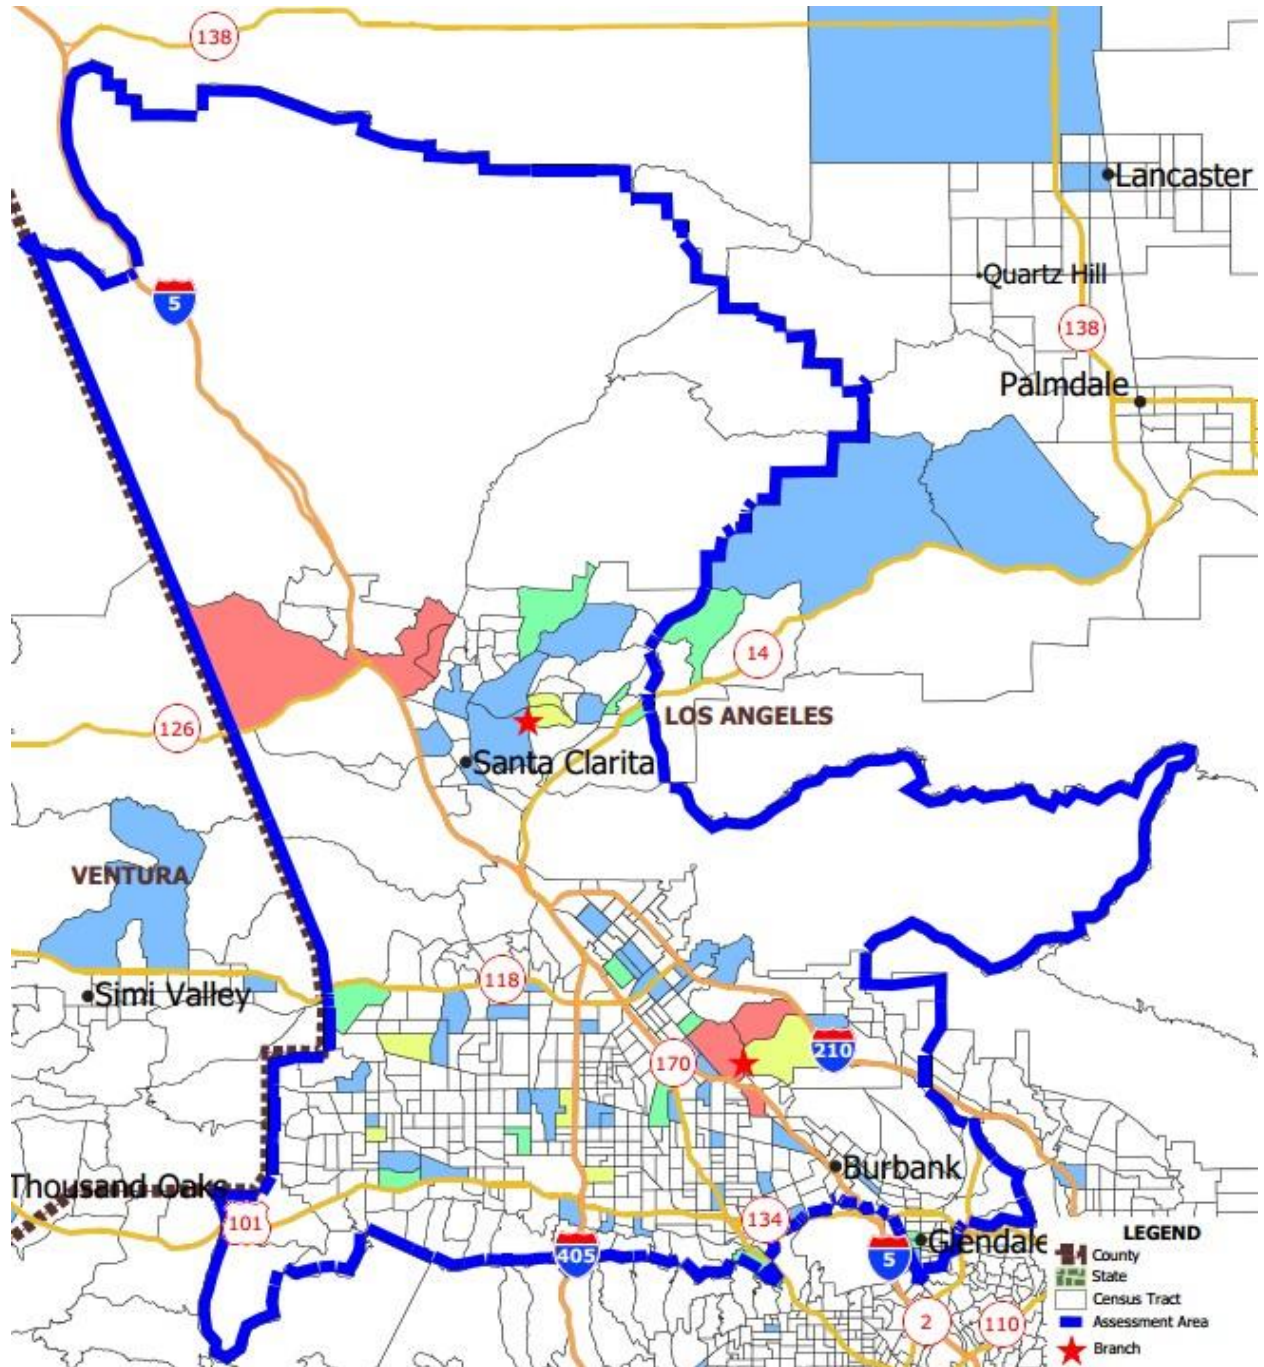 138
Lancaster
Quartz Hill
5
138
Palmdale
14
LOS ANGELES
126
Santa Clarita
VENTURA
118
Simi Valley
170
210
Burbank
Thousand Oaks
101
134
405
5
Glendale
2
110
LEGEND
County
State
Census Tract
Assessment Area
Branch